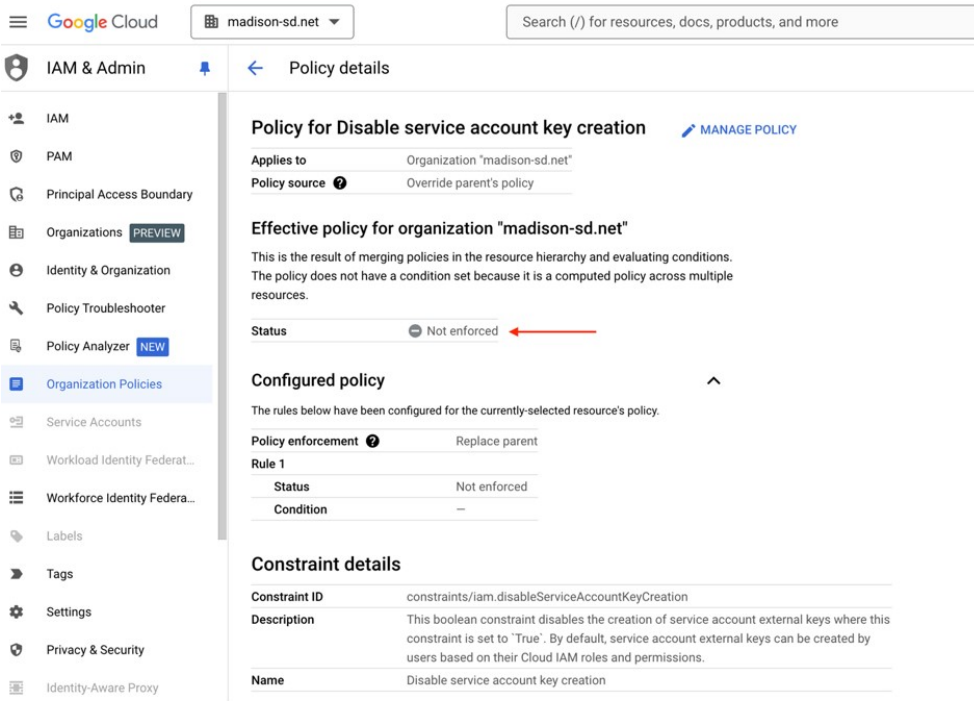 Google Cloud
madison-sd.net
Search (/) for resources, docs, products, and more
IAM & Admin
Policy details
IAM
PAM
Principal Access Boundary
Organizations PREVIEW
Identity & Organization
Policy Troubleshooter
Policy Analyzer NEW
Organization Policies
Service Accounts
Workload Identity Federat...
Workforce Identity Federa...
Labels
Tags
Settings
Privacy & Security
Identity-Aware Proxy
Policy for Disable service account key creation
MANAGE POLICY
Applies to Organization "madison-sd.net"
Policy source Override parent's policy
Effective policy for organization "madison-sd.net"
This is the result of merging policies in the resource hierarchy and evaluating conditions.
The policy does not have a condition set because it is a computed policy across multiple
resources.
Status Not enforced
Configured policy
The rules below have been configured for the currently-selected resource's policy.
Policy enforcement Replace parent
Rule 1
Status Not enforced
Condition —
Constraint details
Constraint ID constraints/iam.disableServiceAccountKeyCreation
Description This boolean constraint disables the creation of service account external keys where this
constraint is set to `True`. By default, service account external keys can be created by
users based on their Cloud IAM roles and permissions.
Name Disable service account key creation